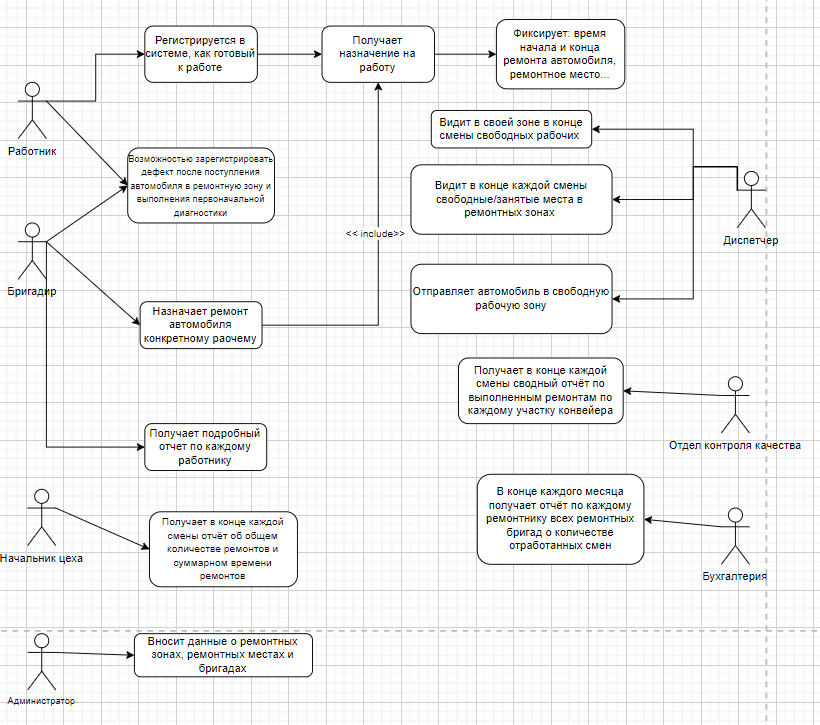 Регистрируется в
системе, как готовый
к работе
Получает
назначение на
работу
Фиксирует: время
начала и конца
ремонта автомобиля,
ремонтное место...
Работник
Видит в своей зоне в конце
смены свободных рабочих
Возможностью зарегистрировать
дефект после поступления
автомобиля в ремонтную зону и
выполнения первоначальной
диагностики
Видит в конце каждой смены
свободные/занятые места в
ремонтных зонах
Диспетчер
<< include>>
Бригадир
Отправляет автомобиль в свободную
рабочую зону
Назначает ремонт
автомобиля
конкретному раочему
Получает в конце каждой
смены сводный отчёт по
выполненным ремонтам по
каждому участку конвейера
Отдел контроля качества
Получает подробный
отчет по каждому
работнику
В конце каждого месяца
получает отчёт по каждому
ремонтнику всех ремонтных
бригад о количестве
отработанных смен
Бухгалтерия
Начальник цеха
Получает в конце каждой
смены отчёт об общем
количестве ремонтов и
суммарном времени
ремонтов
Вносит данные о ремонтных
зонах, ремонтных местах и
бригадах
Администратор